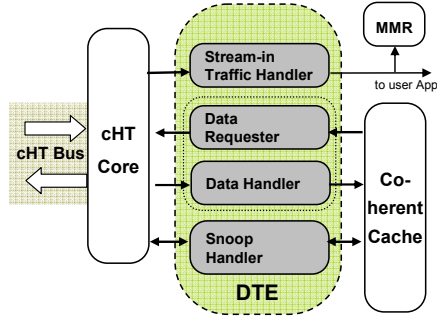 MMR
Stream-in
Traffic Handler
to user App
Data
Requester
cHT Bus
cHT
Core
Data Handler
Co-
herent
Cache
Snoop
Handler
DTE